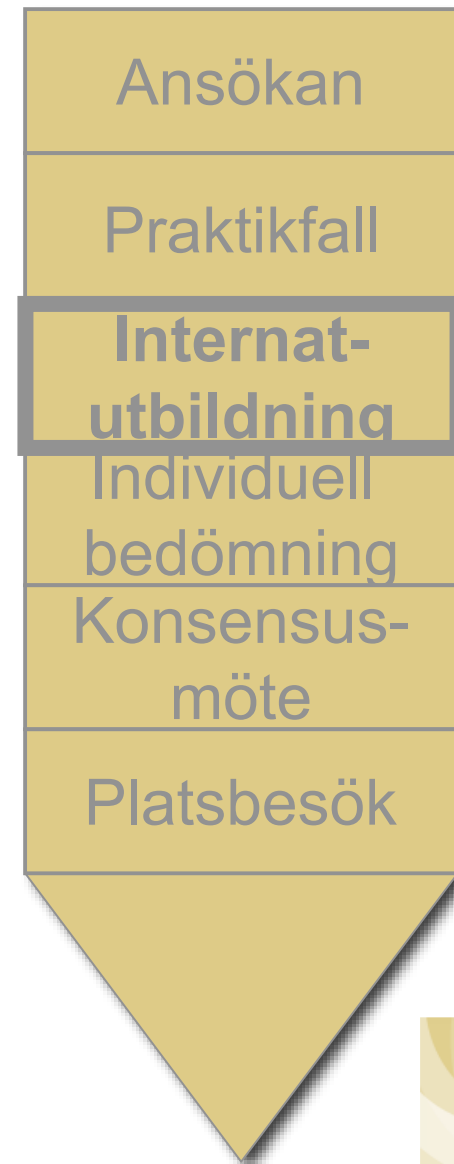 Ansökan
Praktikfall
Internat-
utbildning
Individuell
bedömning
Konsensus-
möte
Platsbesök